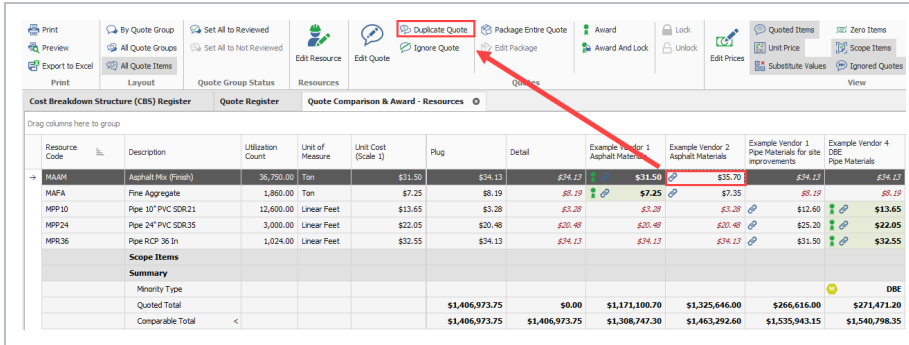 Print By Quote Group Set All to Reviewed Duplicate Quote Package Entire Quote Award Lock Quoted Items Zero Items
Preview All Quote Groups Set All to Not Reviewed Edit Resource Edit Quote Ignore Quote Edit Package Award And Lock Unlock Edit Prices Unit Price Scope Items
Export to Excel All Quote Items Substitute Values Ignored Quotes
Print Layout Quote Group Status Resources Quotes View
Cost Breakdown Structure (CBS) Register Quote Register Quote Comparison & Award - Resources
Drag columns here to group
Resource Code Description Utilization Count Unit of Measure Unit Cost (Scale 1) Plug Detail Example Vendor 1 Asphalt Materials Example Vendor 2 Asphalt Materials Example Vendor 1 Pipe Materials for site improvements Example Vendor 4 DBE Pipe Materials
→ MAAM Asphalt Mix (Finish) 36,750.00 Ton $31.50 $34.13 $34.13 $31.50 $35.70 $34.13 $34.13
MAFA Fine Aggregate 1,860.00 Ton $7.25 $8.19 $8.19 $7.25 $7.35 $8.19 $8.19
MPP10 Pipe 10" PVC SDR21 12,600.00 Linear Feet $13.65 $3.28 $3.28 $3.28 $3.28 $12.60 $13.65
MPP24 Pipe 24" PVC SDR35 3,000.00 Linear Feet $22.05 $20.48 $20.48 $20.48 $20.48 $25.20 $22.05
MPR36 Pipe RCP 36 In 1,024.00 Linear Feet $32.55 $34.13 $34.13 $34.13 $34.13 $31.50 $32.55
Scope Items
Summary
Minority Type M DBE
Quoted Total $1,406,973.75 $0.00 $1,171,100.70 $1,325,646.00 $266,616.00 $271,471.20
Comparable Total < $1,406,973.75 $1,406,973.75 $1,308,747.30 $1,463,292.60 $1,535,943.15 $1,540,798.35